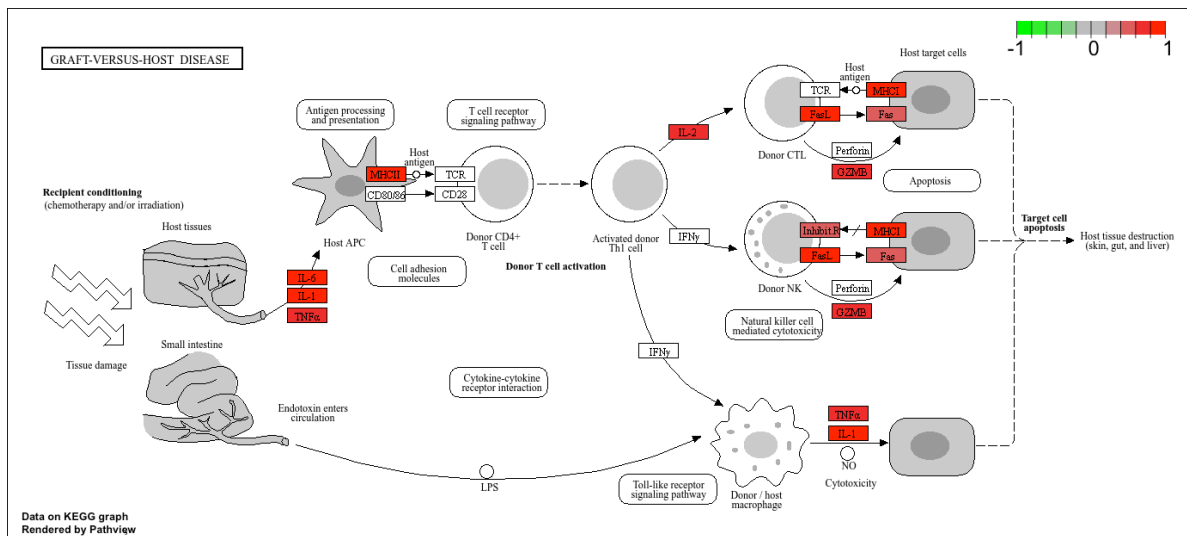 GRAFT-VERSUS-HOST DISEASE
-1
0
1
Host target cells
Antigen processing
and presentation
T cell receptor
signaling pathway
Host
antigen
MHCII
TCR
CD80/86
CD28
Host APC
Donor CD4+
T cell
Cell adhesion
molecules
Donor T cell activation
Activated donor
Th1 cell
IL-2
IFNγ
IFNγ
Host
antigen
TCR
MHCI
FasL
Fas
Donor CTL
Perforin
GZMB
Apoptosis
Inhibit.R
MHCI
FasL
Fas
Donor NK
Perforin
GZMB
Natural killer cell
mediated cytotoxicity
Target cell
apoptosis
Host tissue destruction
(skin, gut, and liver)
Recipient conditioning
(chemotherapy and/or irradiation)
Host tissues
IL-6
IL-1
TNFα
Tissue damage
Small intestine
Endotoxin enters
circulation
Cytokine-cytokine
receptor interaction
LPS
Toll-like receptor
signaling pathway
Donor / host
macrophage
TNFα
IL-1
NO
Cytotoxicity
Data on KEGG graph
Rendered by Pathview